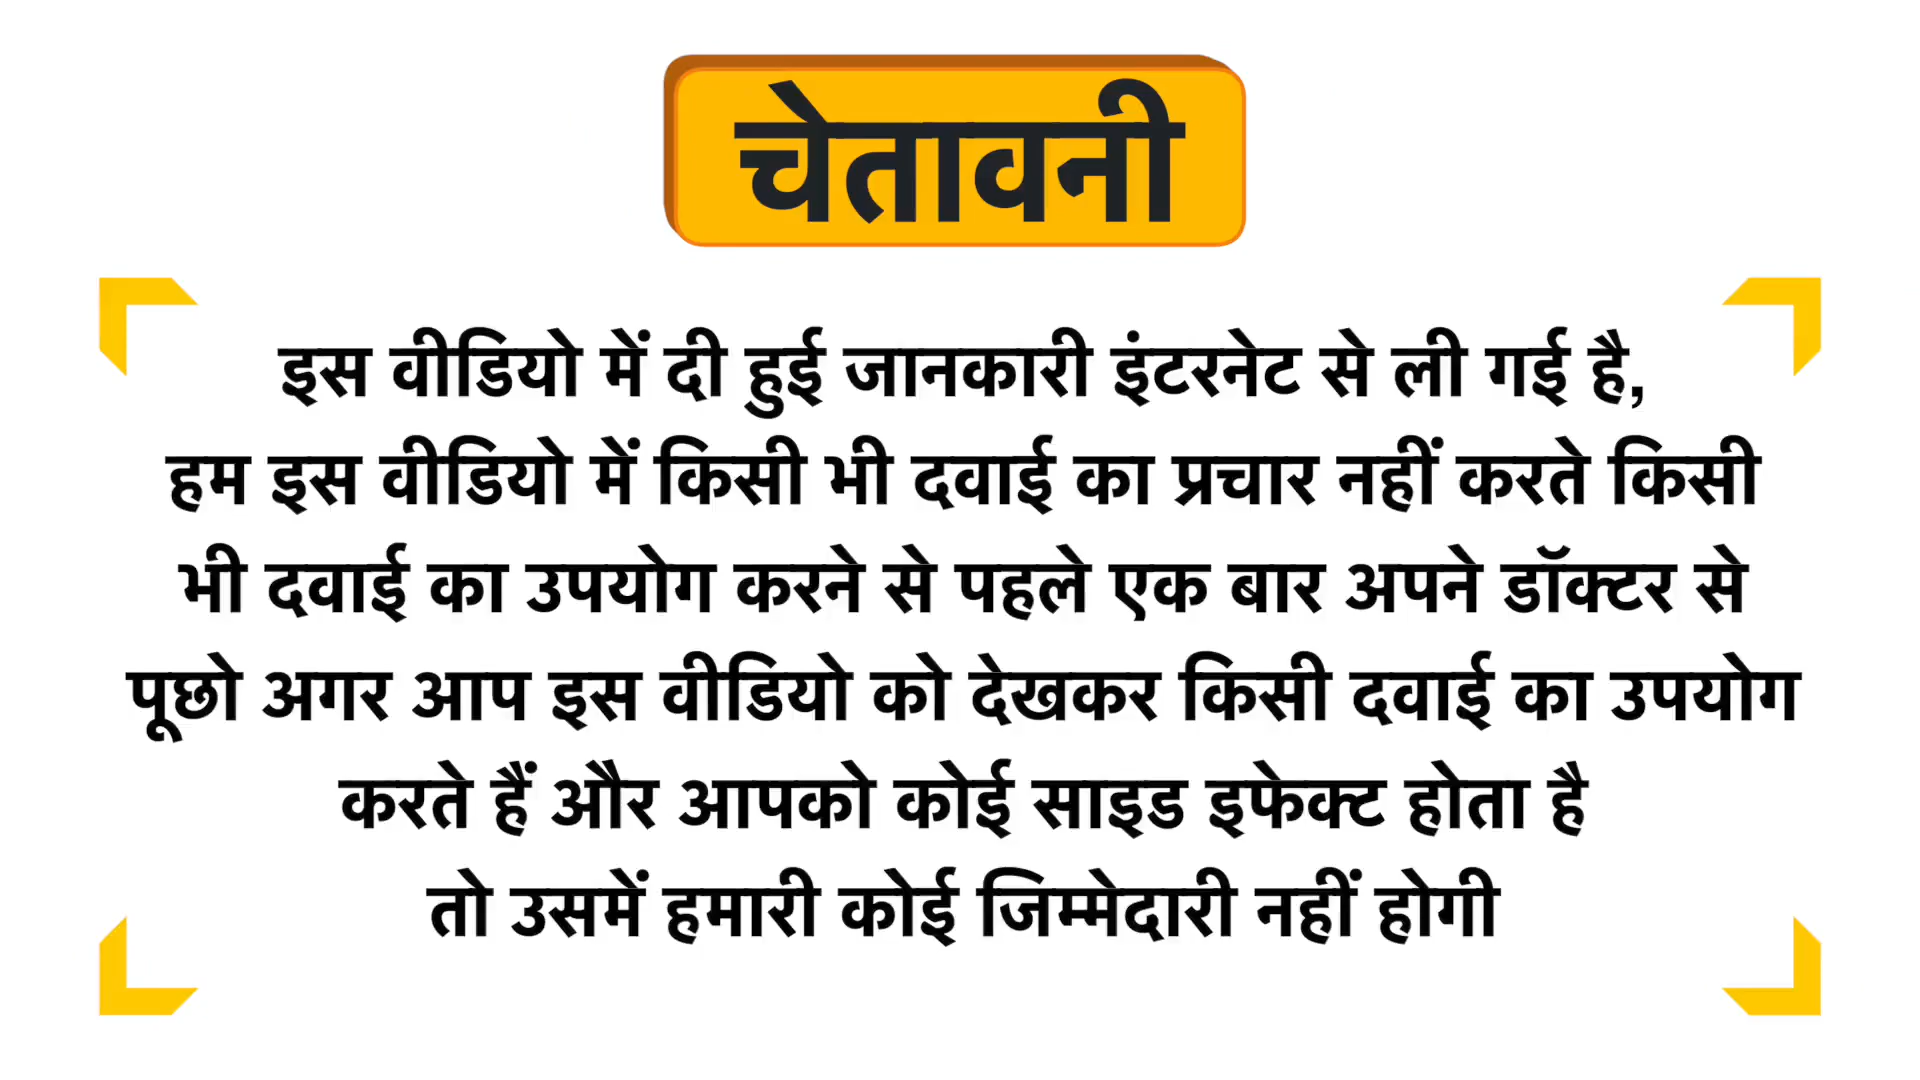 चेतावनी
इस वीडियो में दी हुई जानकारी इंटरनेट से ली गई है,
हम इस वीडियो में किसी भी दवाई का प्रचार नहीं करते किसी
भी दवाई का उपयोग करने से पहले एक बार अपने डॉक्टर से
पूछो अगर आप इस वीडियो को देखकर किसी दवाई का उपयोग
करते हैं और आपको कोई साइड इफेक्ट होता है
तो उसमें हमारी कोई जिम्मेदारी नहीं होगी